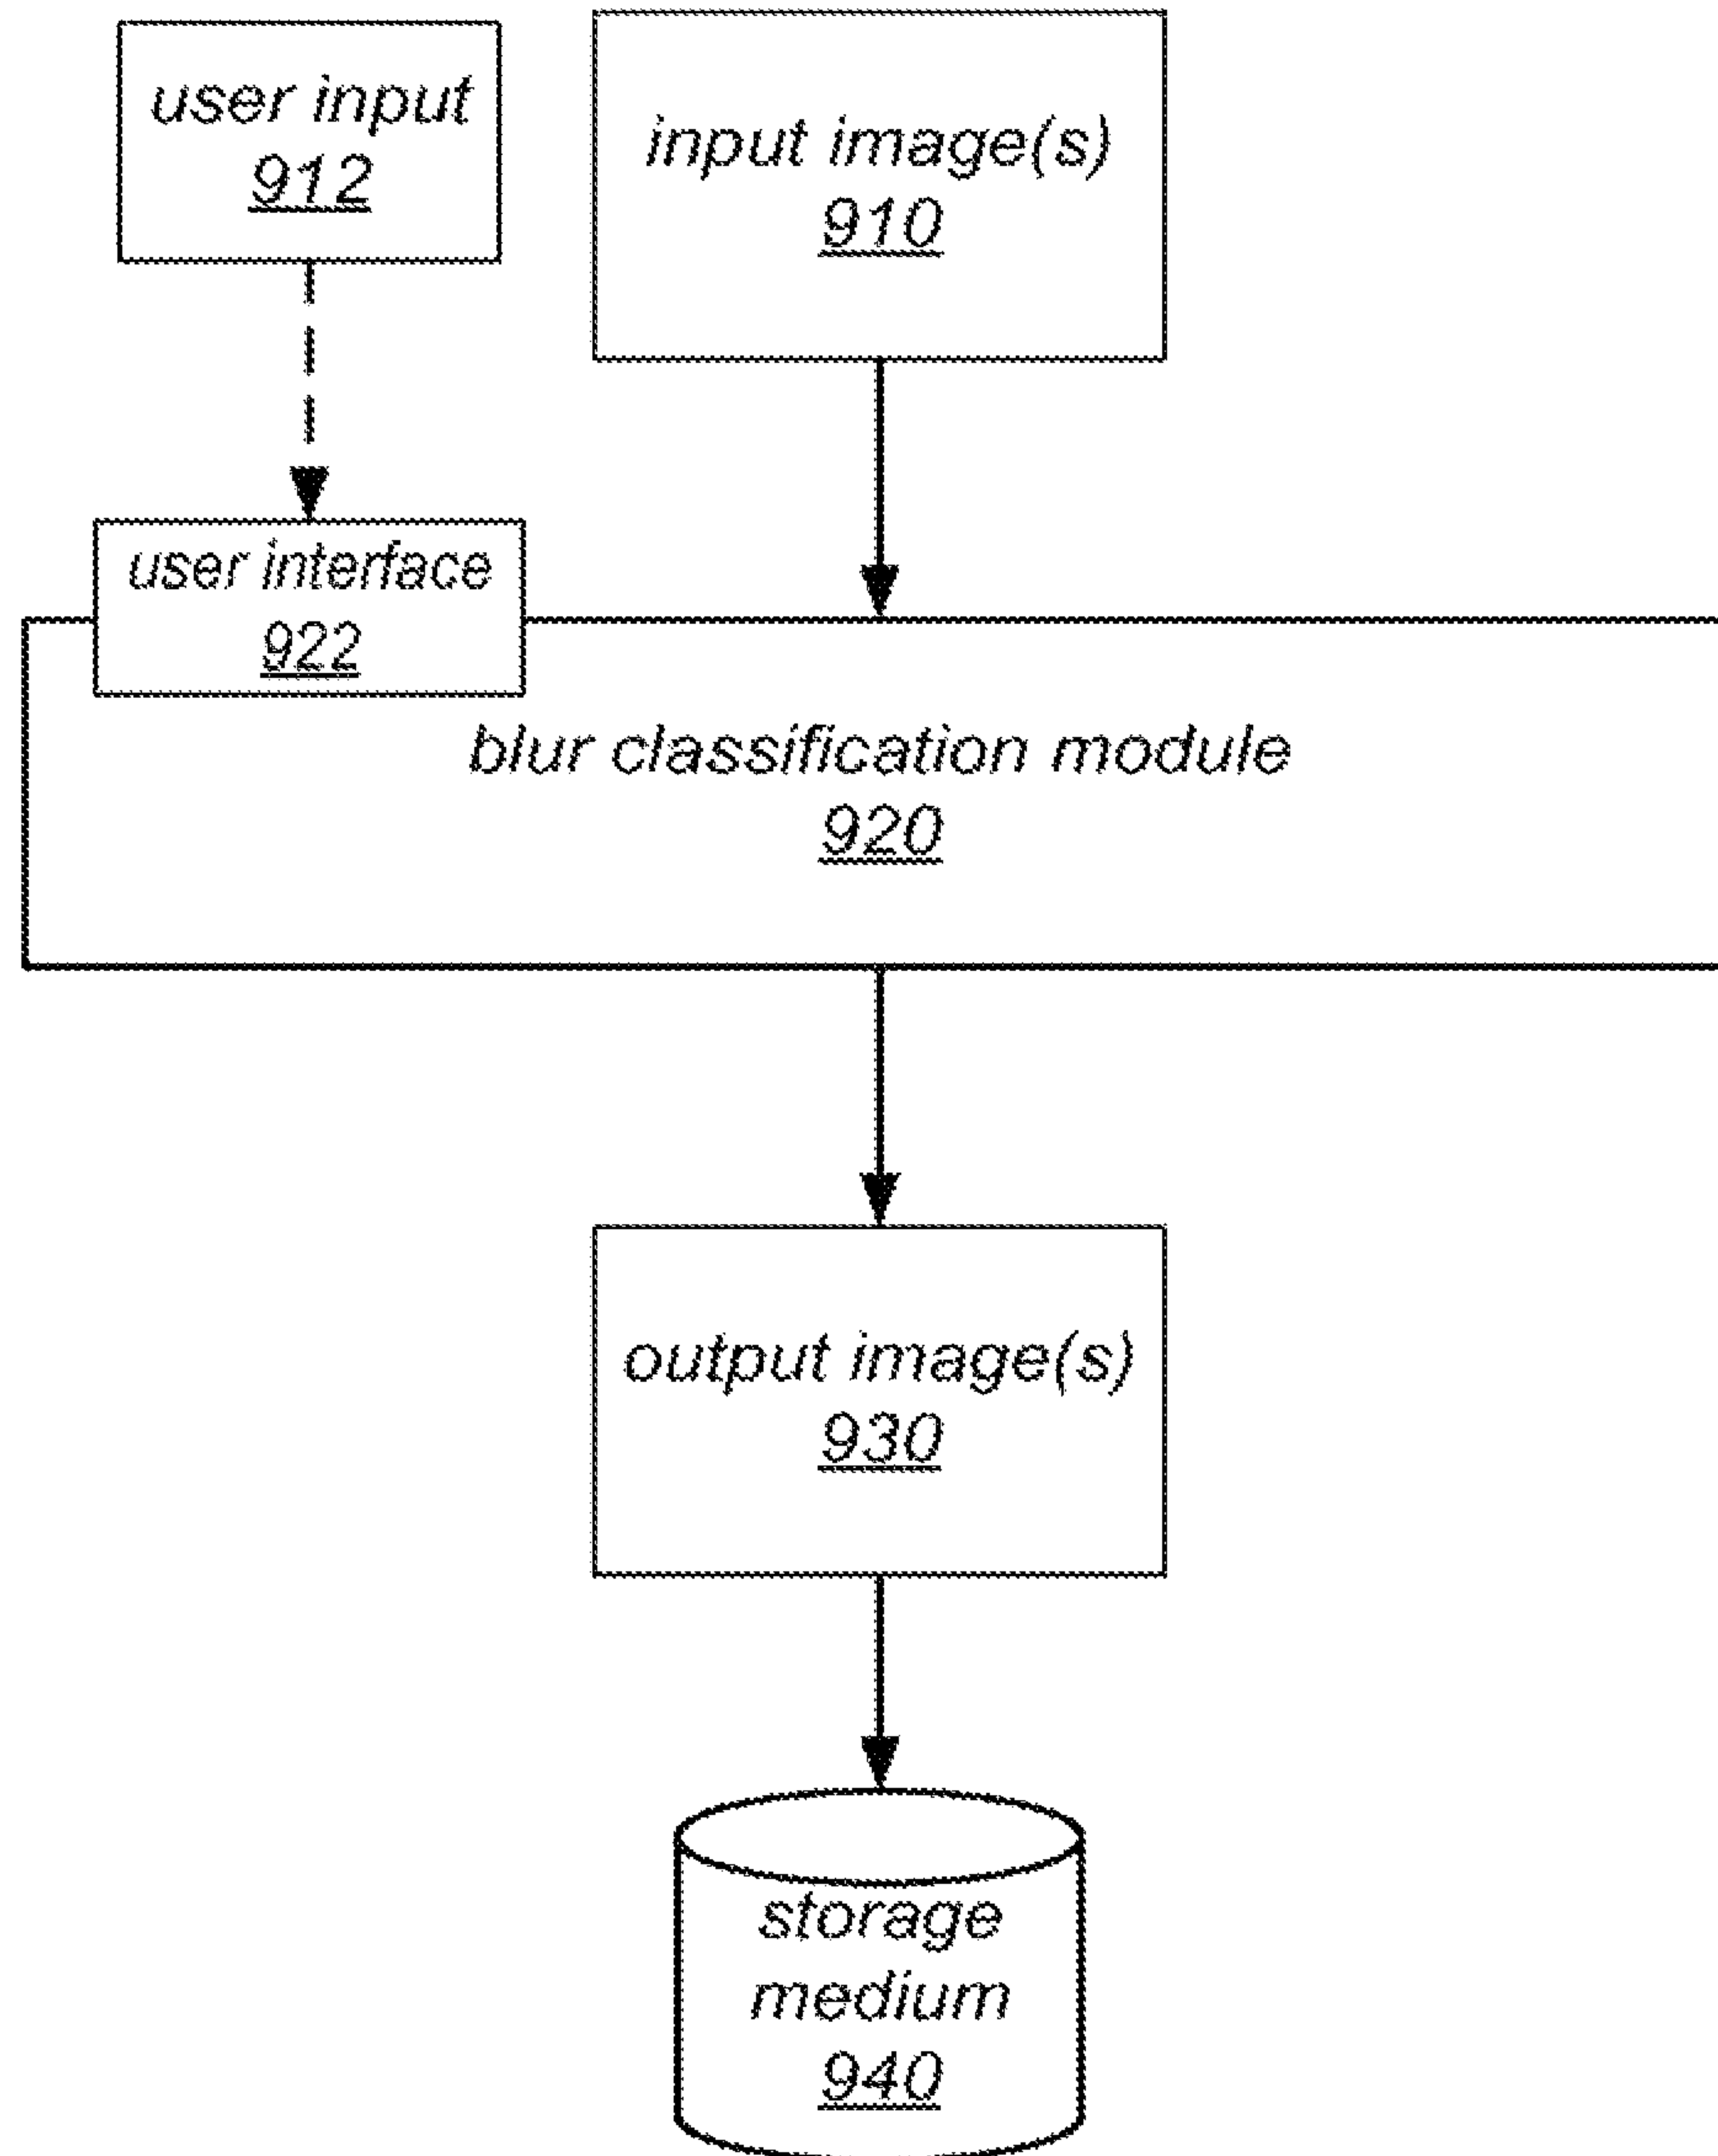 user input
912
input image(s)
910
user interface
922
blur classification module
920
output image(s)
930
storage
medium
940